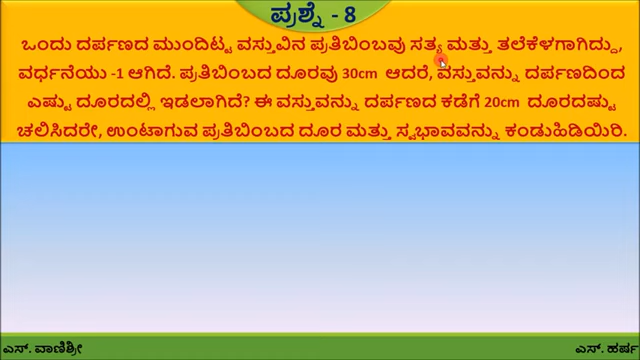 ಪ್ರಶ್ನೆ - 8
ಒಂದು ದರ್ಪಣದ ಮುಂದಿಟ್ಟ ವಸ್ತುವಿನ ಪ್ರತಿಬಿಂಬವು ಸತ್ಯ ಮತ್ತು ತಲೆಕೆಳಗಾಗಿದ್ದು,
ವರ್ಧನೆಯು -1 ಆಗಿದೆ. ಪ್ರತಿಬಿಂಬದ ದೂರವು 30cm ಆದರೆ, ವಸ್ತುವನ್ನು ದರ್ಪಣದಿಂದ
ಎಷ್ಟು ದೂರದಲ್ಲಿ ಇಡಲಾಗಿದೆ? ಈ ವಸ್ತುವನ್ನು ದರ್ಪಣದ ಕಡೆಗೆ 20cm ದೂರದಷ್ಟು
ಚಲಿಸಿದರೇ, ಉಂಟಾಗುವ ಪ್ರತಿಬಿಂಬದ ದೂರ ಮತ್ತು ಸ್ವಭಾವವನ್ನು ಕಂಡುಹಿಡಿಯಿರಿ.
ಎಸ್. ವಾಣಿಶ್ರೀ
ಎಸ್. ಹರ್ಷ